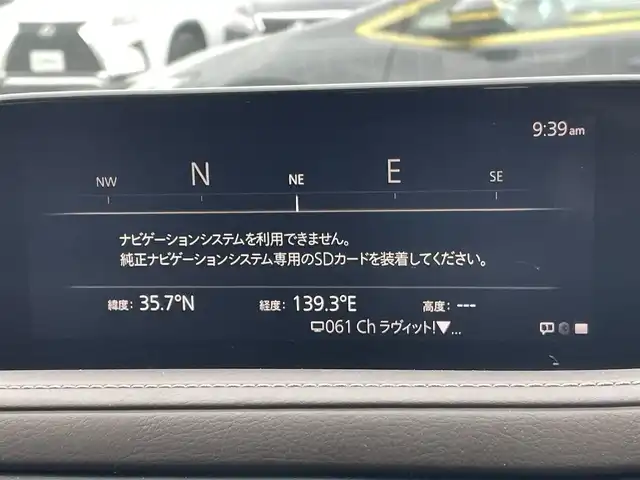 9:39am
NW N NE E SE
ナビゲーションシステムを利用できません。
純正ナビゲーションシステム専用のSDカードを装着してください。
緯度: 35.7°N 経度: 139.3°E 高度: ---
061 Ch ラヴィット!▼...